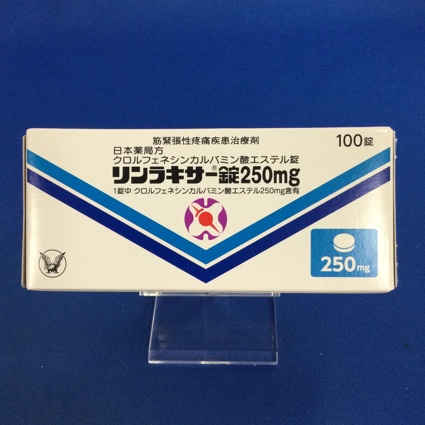 筋緊張性疼痛疾患治療剤
100錠
日本薬局方
クロルフェネシンカルバミン酸エステル錠
リンラキサー®錠250mg
1錠中 クロルフェネシンカルバミン酸エステル250mg含有
250mg